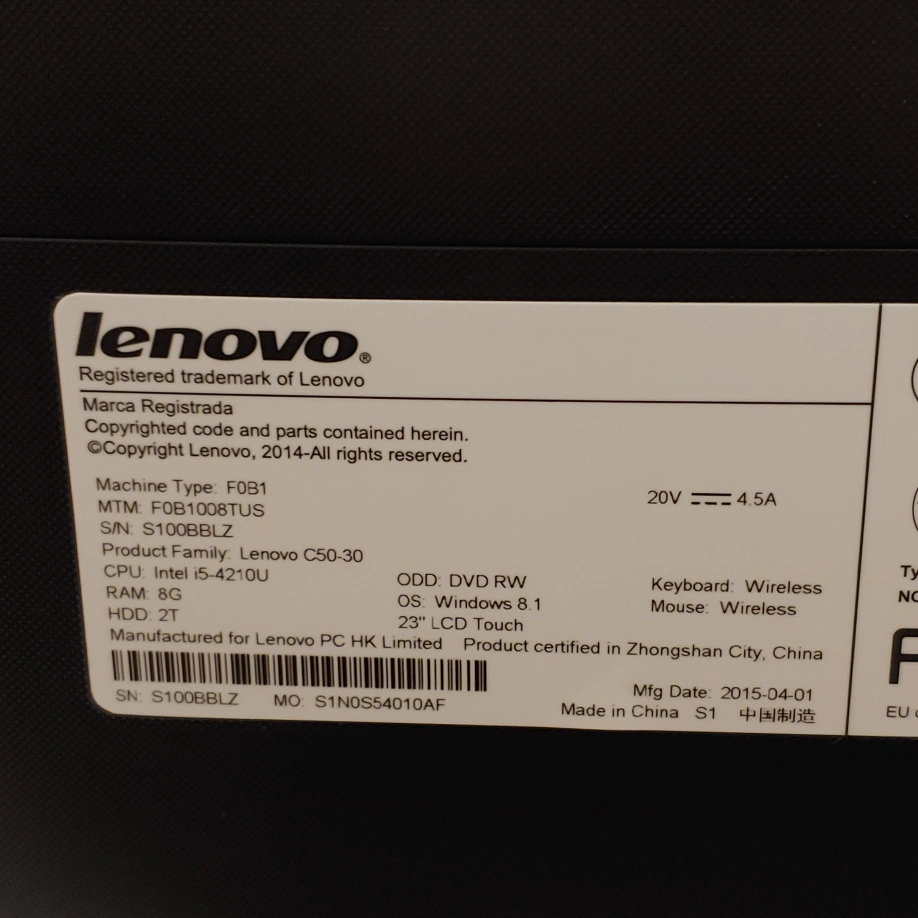 lenovo®
Registered trademark of Lenovo
Marca Registrada
Copyrighted code and parts contained herein.
©Copyright Lenovo, 2014-All rights reserved.
Machine Type: F0B1
MTM: F0B1008TUS
S/N: S100BBLZ
Product Family: Lenovo C50-30
CPU: Intel i5-4210U
RAM: 8G
HDD: 2T
20V 4.5A
ODD: DVD RW
OS: Windows 8.1
23" LCD Touch
Keyboard: Wireless
Mouse: Wireless
Manufactured for Lenovo PC HK Limited Product certified in Zhongshan City, China
SN: S100BBLZ MO: S1N0S54010AF
Mfg Date: 2015-04-01
Made in China S1 中国制造
EU